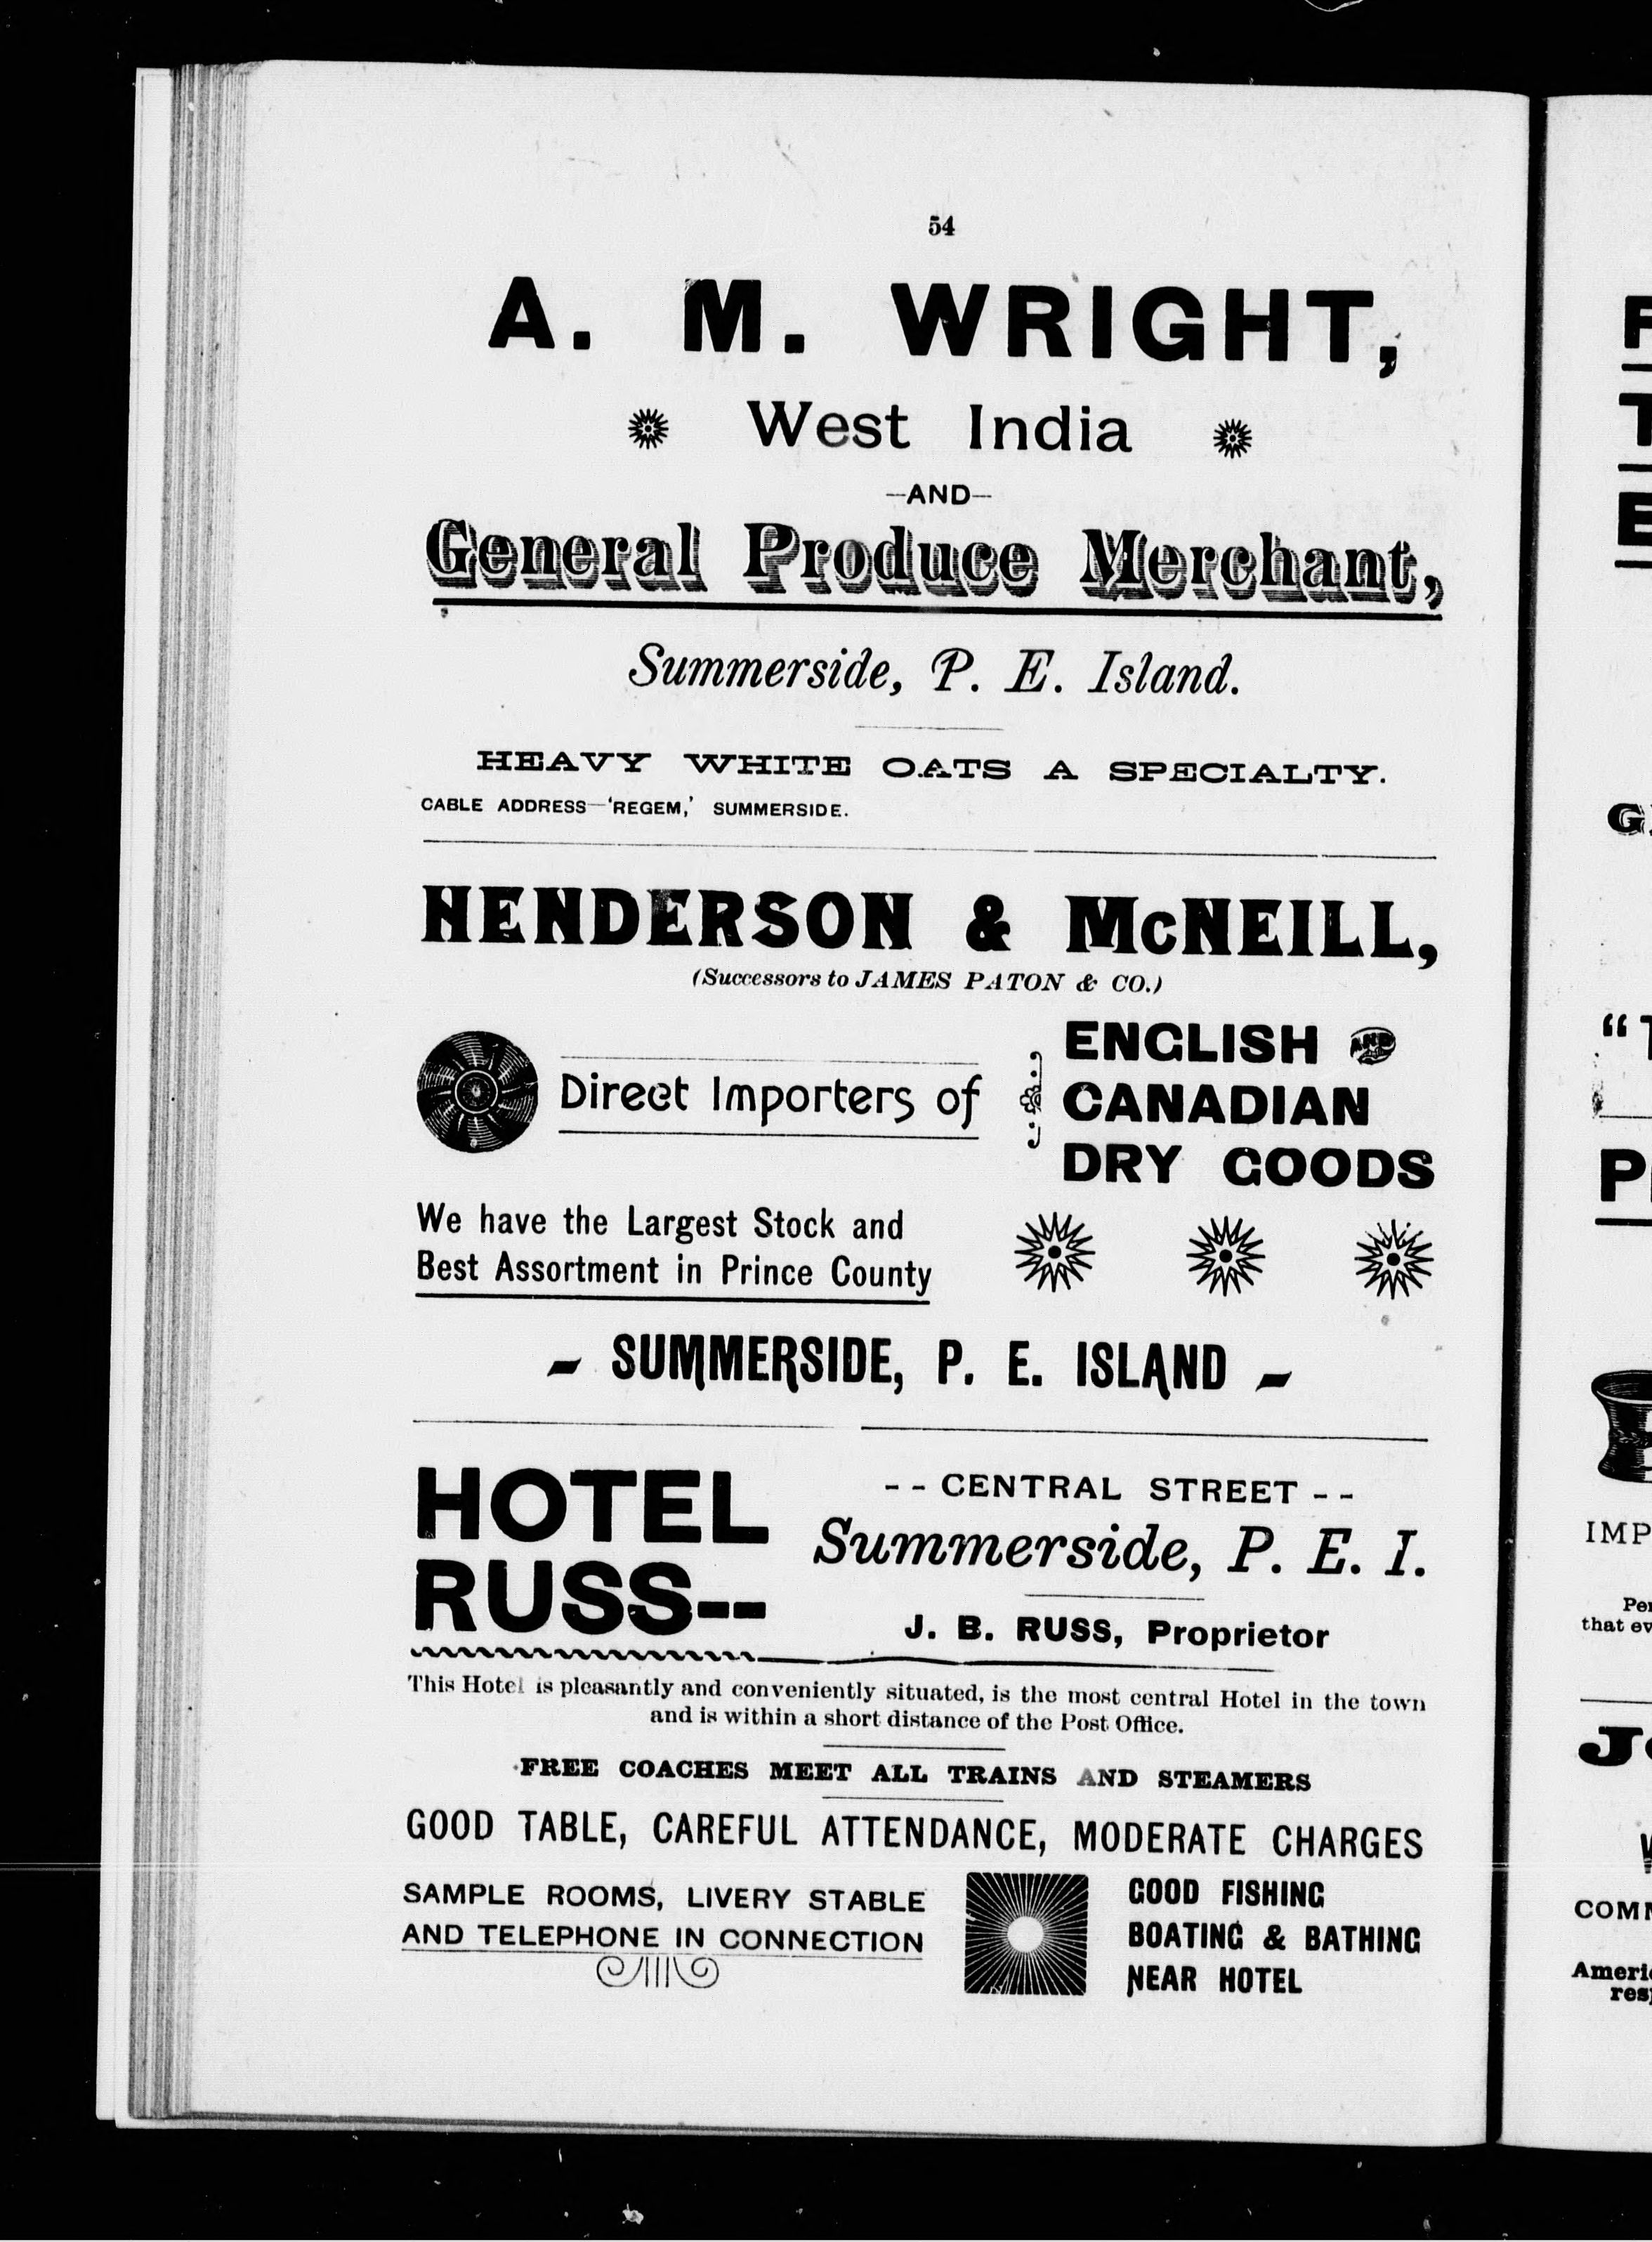 54
A. M. WRIGHT,
West India
—AND—
General Produce Merchant,
Summerside, P. E. Island.
HEAVY WHITE OATS A SPECIALTY.
CABLE ADDRESS—'REGEM,' SUMMERSIDE.
HENDERSON & McNEILL,
(Successors to JAMES PATON & CO.)
Direct Importers of
ENGLISH AND
CANADIAN
DRY GOODS
We have the Largest Stock and
Best Assortment in Prince County
- SUMMERSIDE, P. E. ISLAND -
HOTEL
RUSS--
-- CENTRAL STREET --
Summerside, P. E. I.
J. B. RUSS, Proprietor
This Hotel is pleasantly and conveniently situated, is the most central Hotel in the town
and is within a short distance of the Post Office.
FREE COACHES MEET ALL TRAINS AND STEAMERS
GOOD TABLE, CAREFUL ATTENDANCE, MODERATE CHARGES
SAMPLE ROOMS, LIVERY STABLE
AND TELEPHONE IN CONNECTION
GOOD FISHING
BOATING & BATHING
NEAR HOTEL